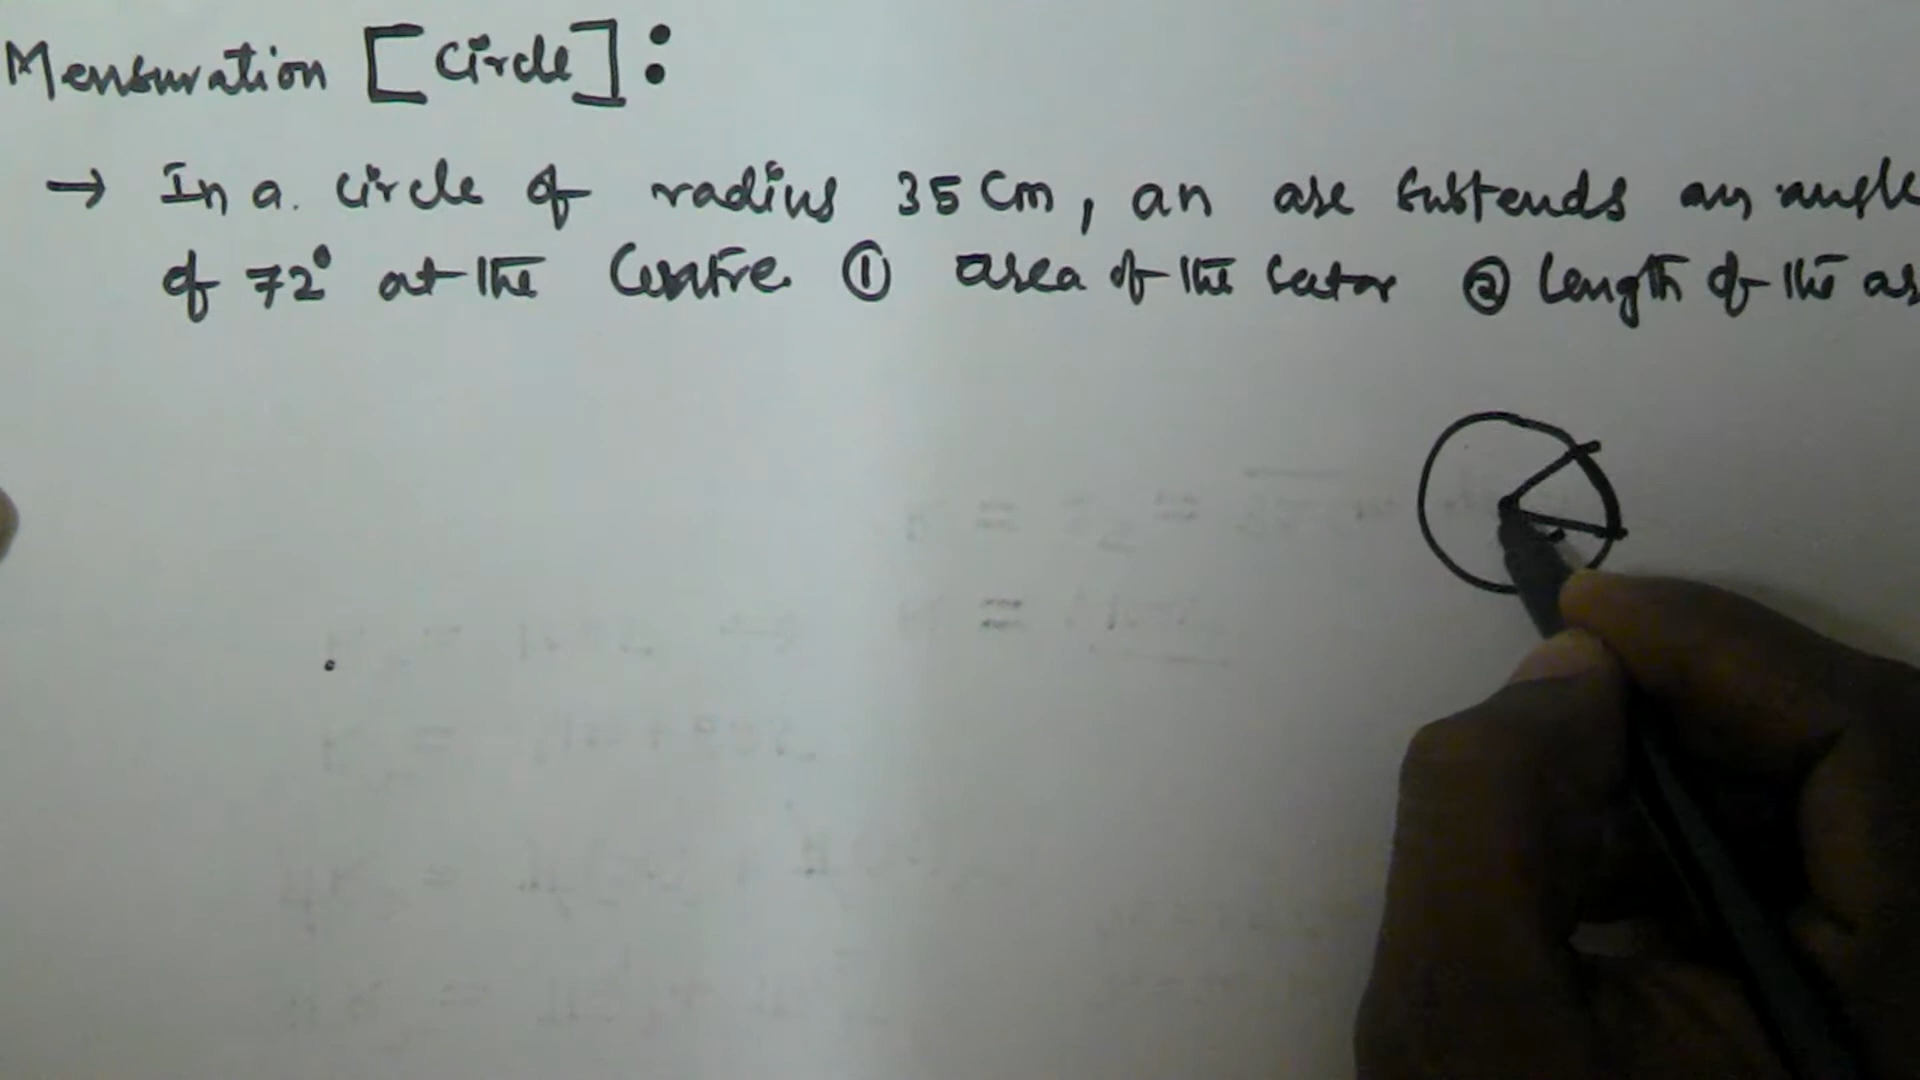 Mensuration [Circle]:
→ In a. circle of radius 35 Cm, an arc subtends an angle
of 72° at the Centre ① area of the sector ② length of the ar